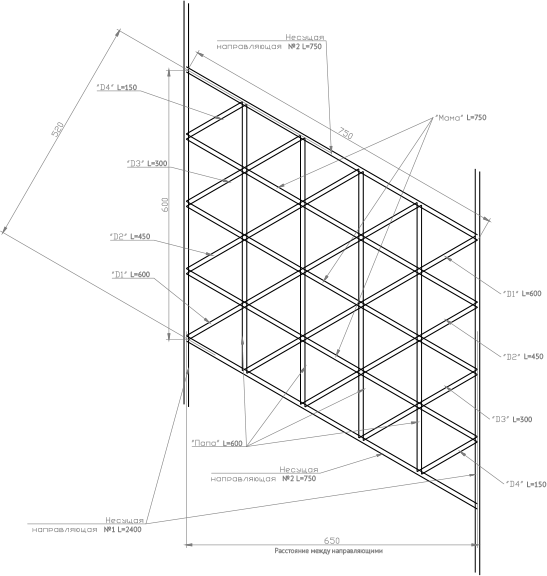 Несущая
направляющая №2 L=750
"D4" L=150
"Мама" L=750
750
520
"D3" L=300
600
"D2" L=450
"D1" L=600
"D1" L=600
"D2" L=450
"D3" L=300
"Папа" L=600
Несущая
направляющая №2 L=750
"D4" L=150
Несущая
направляющая №1 L=2400
650
Расстояние между направляющими